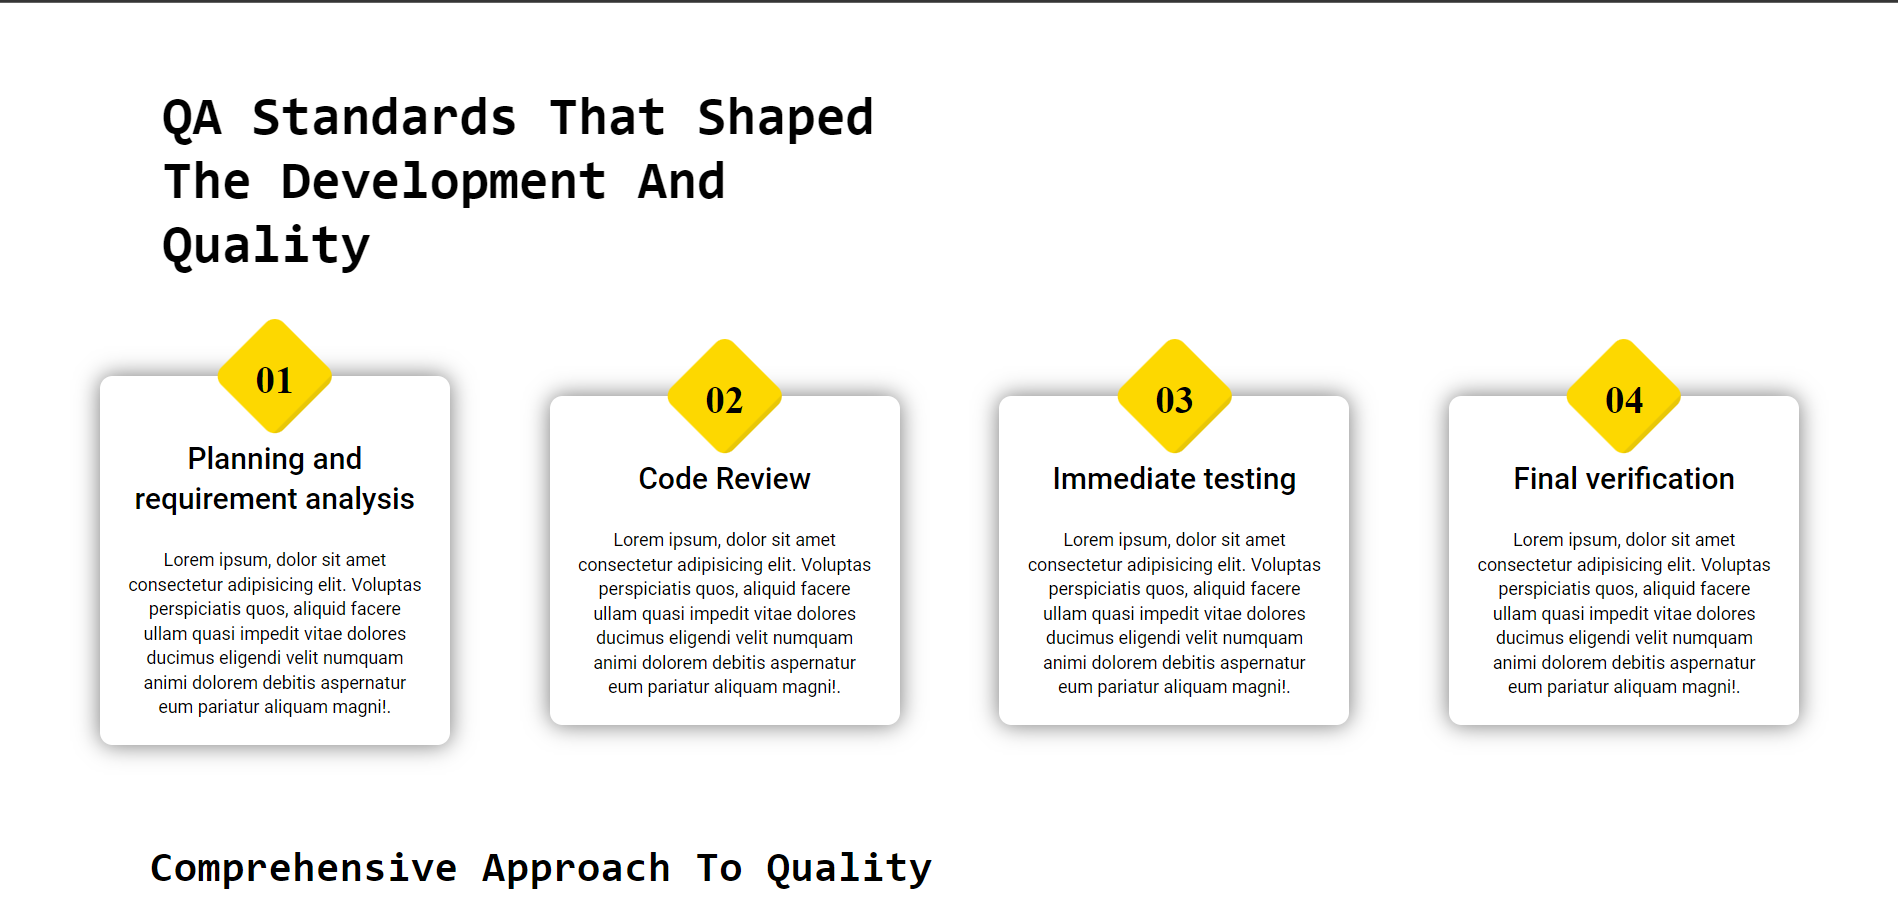 QA Standards That Shaped
The Development And
Quality
01
Planning and
requirement analysis
Lorem ipsum, dolor sit amet
consectetur adipisicing elit. Voluptas
perspiciatis quos, aliquid facere
ullam quasi impedit vitae dolores
ducimus eligendi velit numquam
animi dolorem debitis aspernatur
eum pariatur aliquam magni!.
02
Code Review
Lorem ipsum, dolor sit amet
consectetur adipisicing elit. Voluptas
perspiciatis quos, aliquid facere
ullam quasi impedit vitae dolores
ducimus eligendi velit numquam
animi dolorem debitis aspernatur
eum pariatur aliquam magni!.
03
Immediate testing
Lorem ipsum, dolor sit amet
consectetur adipisicing elit. Voluptas
perspiciatis quos, aliquid facere
ullam quasi impedit vitae dolores
ducimus eligendi velit numquam
animi dolorem debitis aspernatur
eum pariatur aliquam magni!.
04
Final verification
Lorem ipsum, dolor sit amet
consectetur adipisicing elit. Voluptas
perspiciatis quos, aliquid facere
ullam quasi impedit vitae dolores
ducimus eligendi velit numquam
animi dolorem debitis aspernatur
eum pariatur aliquam magni!.
Comprehensive Approach To Quality